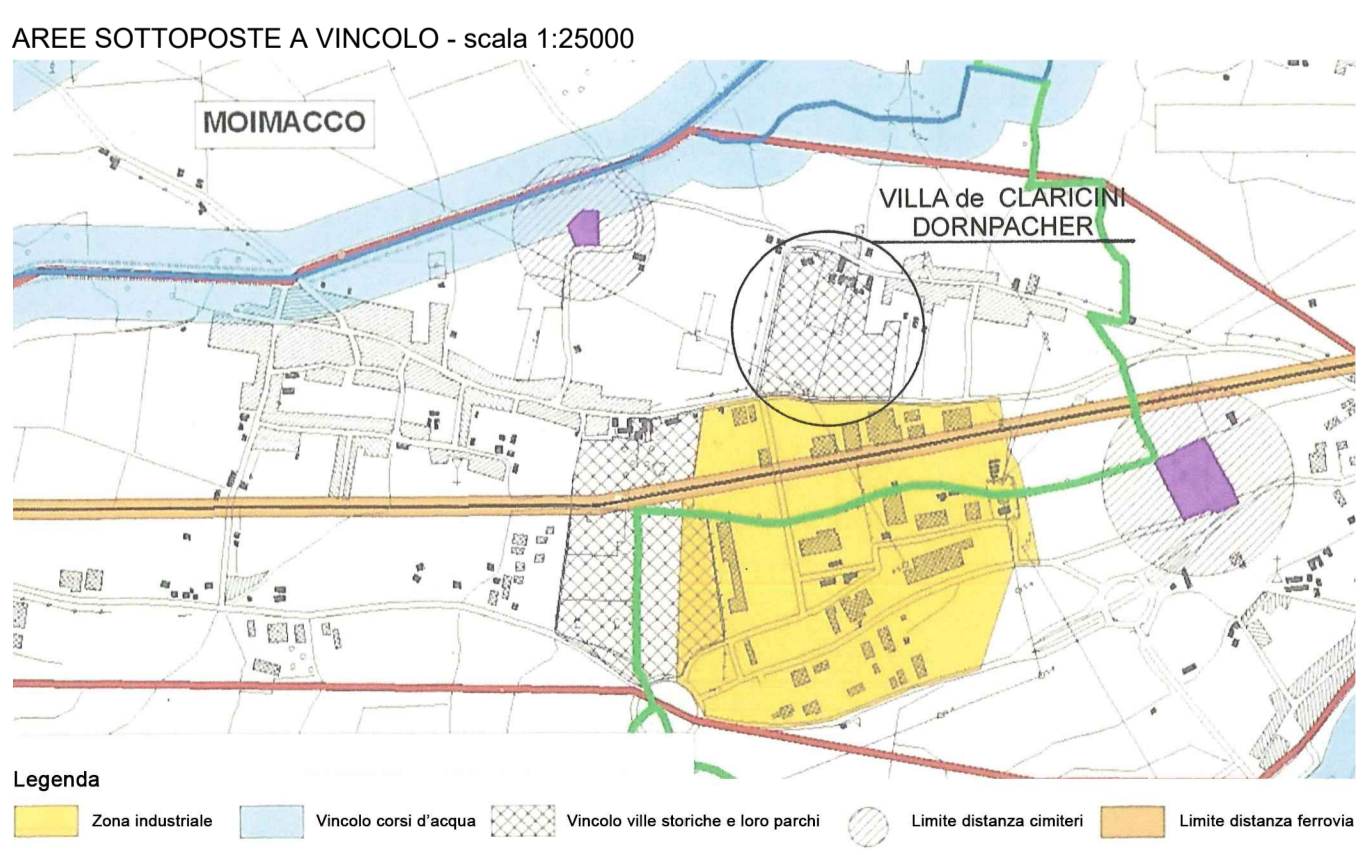 AREE SOTTOPOSTE A VINCOLO - scala 1:25000
MOIMACCO
VILLA de CLARICINI
DORNPACHER
Legenda
Zona industriale
Vincolo corsi d'acqua
Vincolo ville storiche e loro parchi
Limite distanza cimiteri
Limite distanza ferrovia